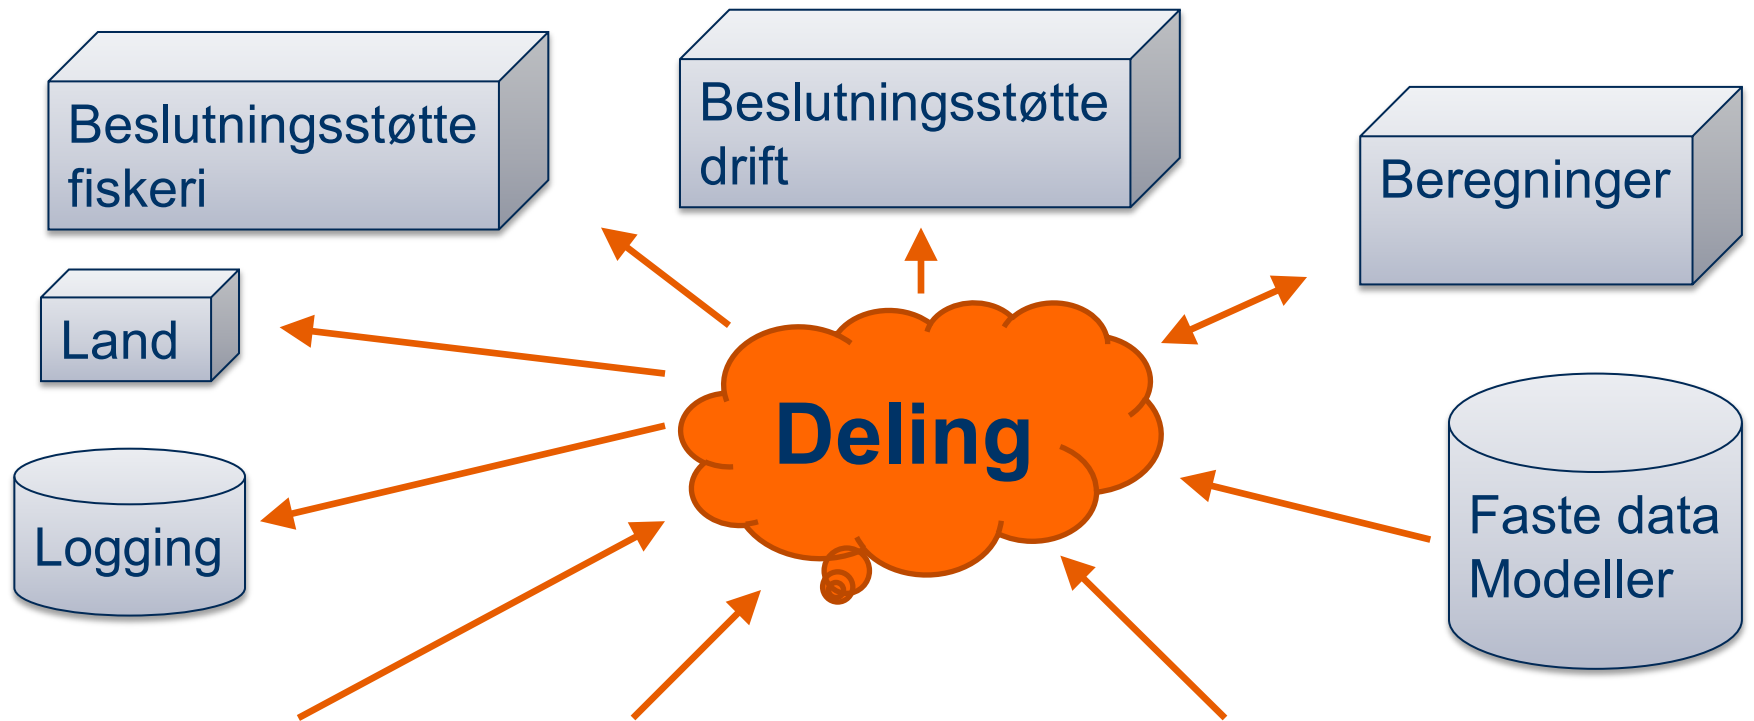 Beslutningsstøtte
fiskeri
Beslutningsstøtte
drift
Beregninger
Land
Deling
Logging
Faste data
Modeller